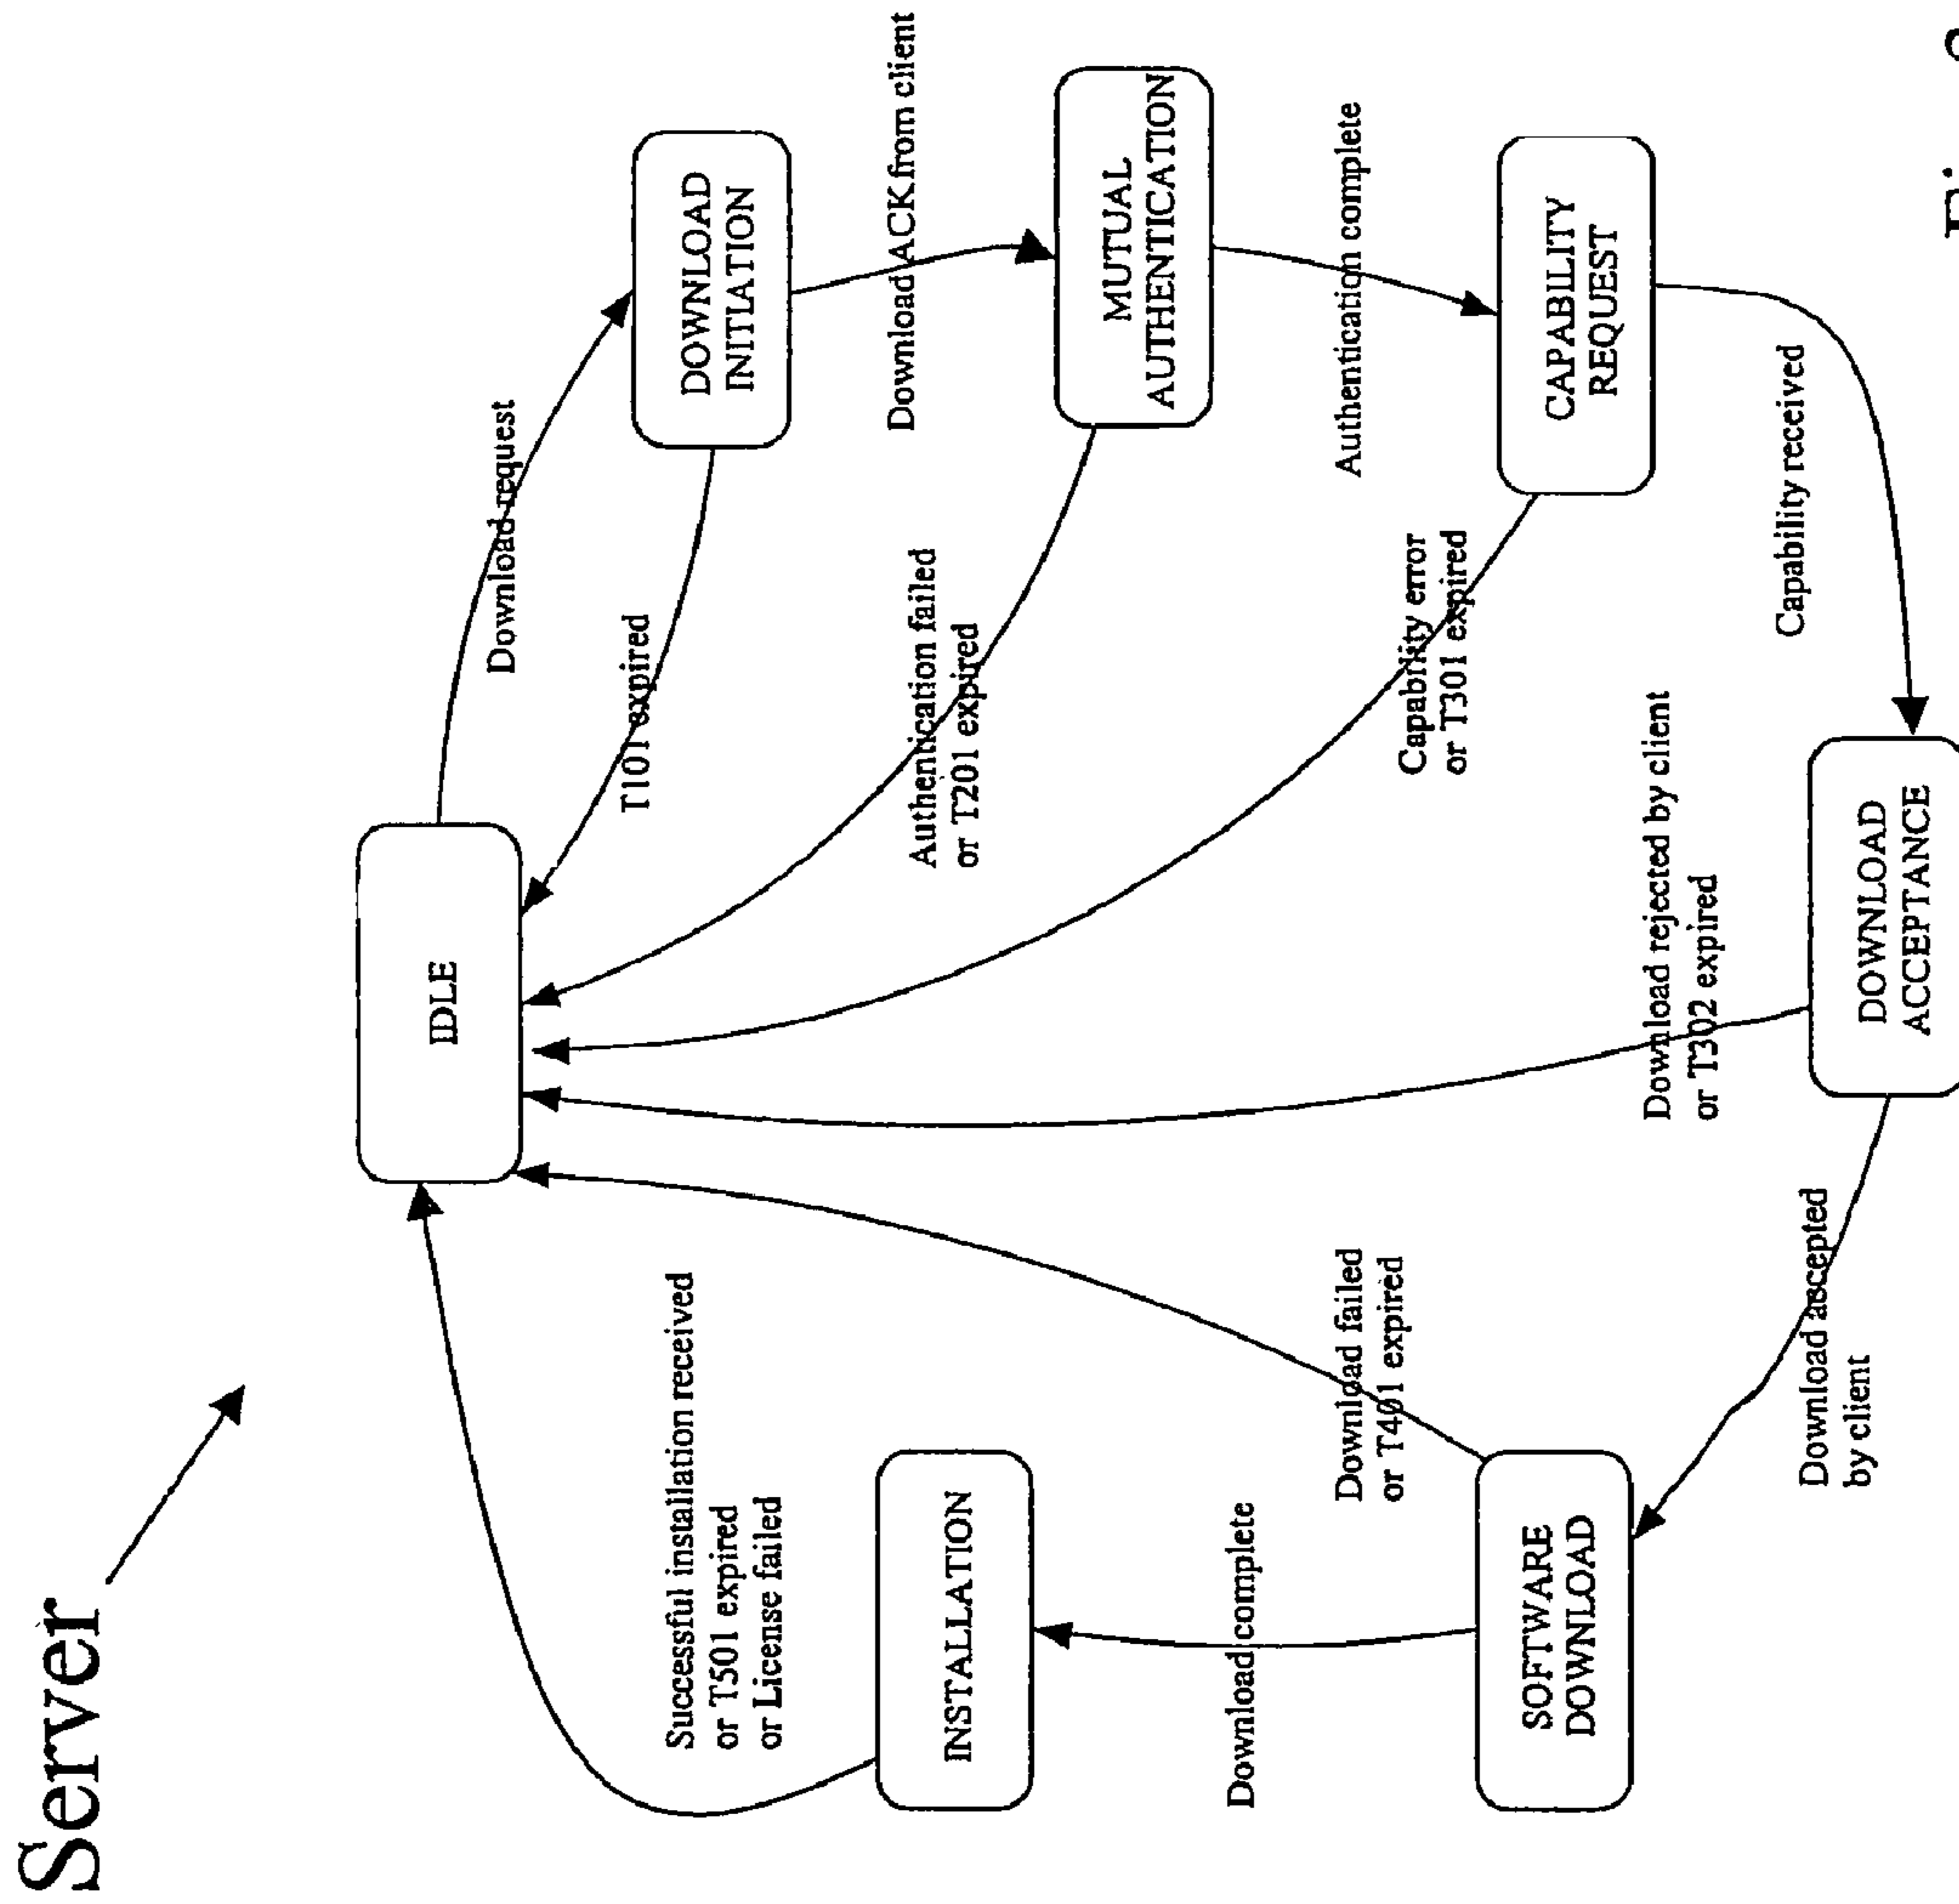 Server
IDLE
Download request
T101 expired
DOWNLOAD
INITIATION
Download ACK from client
Authentication failed
or T201 expired
MUTUAL
AUTHENTICATION
Authentication complete
Capability error
or T301 expired
CAPABILITY
REQUEST
Capability received
Download rejected by client
or T302 expired
DOWNLOAD
ACCEPTANCE
Download accepted
by client
Download failed
or T401 expired
SOFTWARE
DOWNLOAD
Download complete
INSTALLATION
Successful installation received
or T501 expired
or License failed